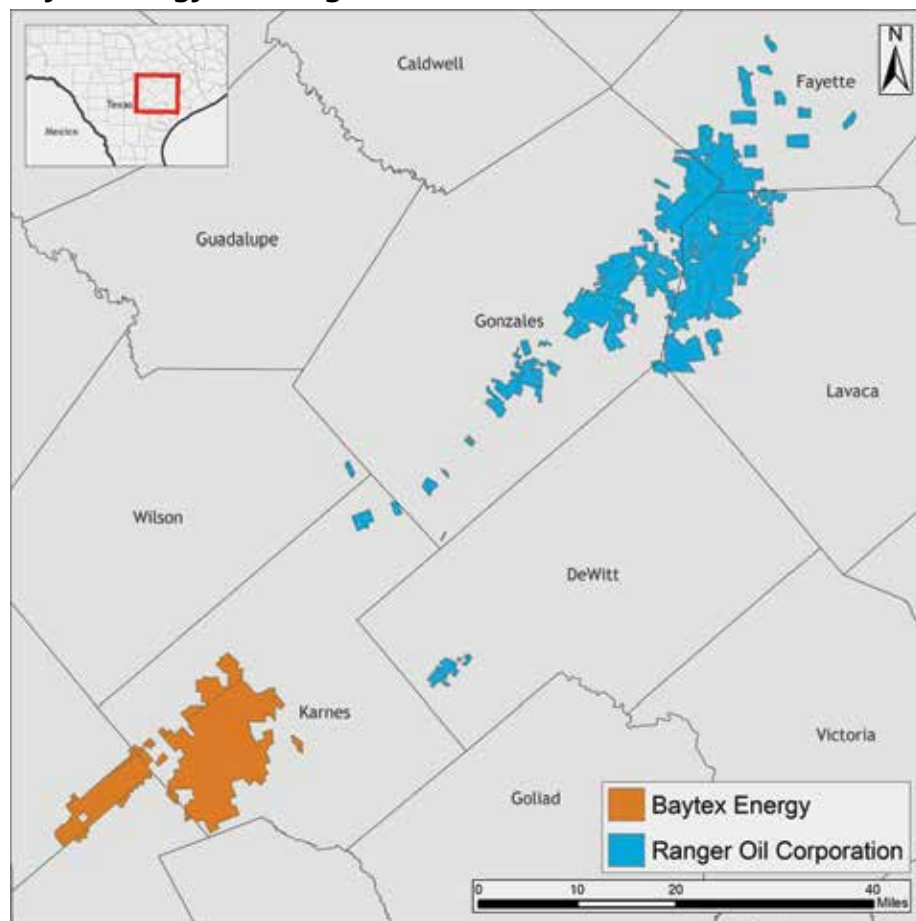 N
Caldwell
Fayette
Texas
Mexico
Guadalupe
Gonzales
Lavaca
Wilson
DeWitt
Karnes
Victoria
Goliad
Baytex Energy
Ranger Oil Corporation
0 10 20 40
Miles